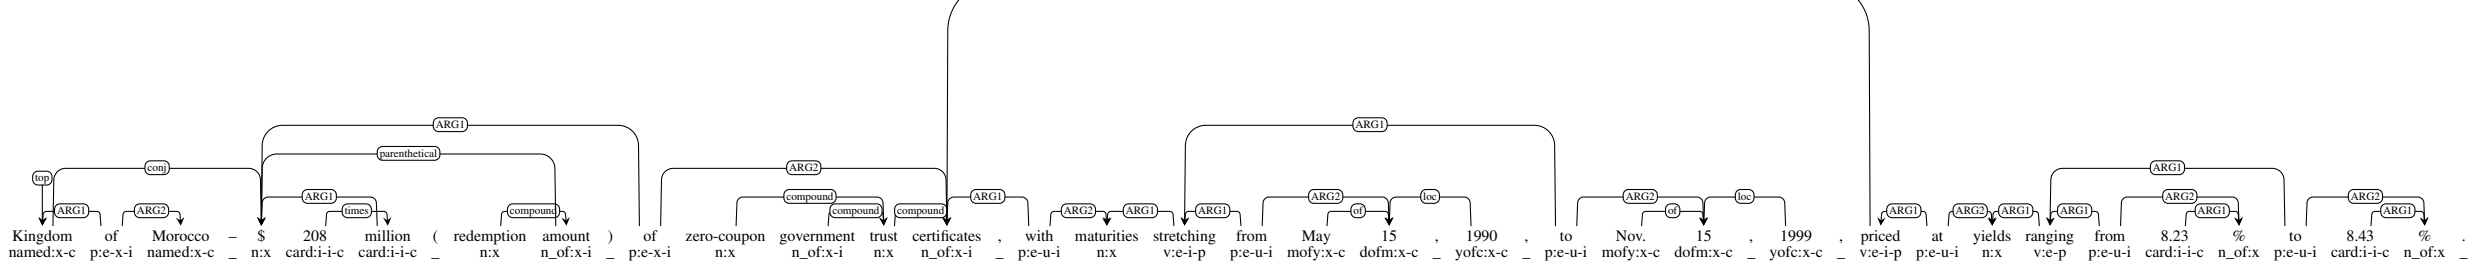 ARG1 ARG1
parenthetical
conj ARG2 ARG1
top
ARG1 compound ARG1 ARG2 loc ARG2 loc ARG2 ARG2
ARG1 ARG2 times compound compound compound ARG2 ARG1 ARG1 of of ARG1 ARG2 ARG1 ARG1 ARG1 ARG1
Kingdom of Morocco – $ 208 million ( redemption amount ) of zero-coupon government trust certificates , with maturities stretching from May 15 , 1990 , to Nov. 15 , 1999 , priced at yields ranging from 8.23 % to 8.43 % .
named:x-c p:e-x-i named:x-c _ n:x card:i-i-c card:i-i-c _ n:x n_of:x-i _ p:e-x-i n:x n_of:x-i n:x n_of:x-i _ p:e-u-i n:x v:e-i-p p:e-u-i mofy:x-c dofm:x-c _ yofc:x-c _ p:e-u-i mofy:x-c dofm:x-c _ yofc:x-c _ v:e-i-p p:e-u-i n:x v:e-p p:e-u-i card:i-i-c n_of:x p:e-u-i card:i-i-c n_of:x _